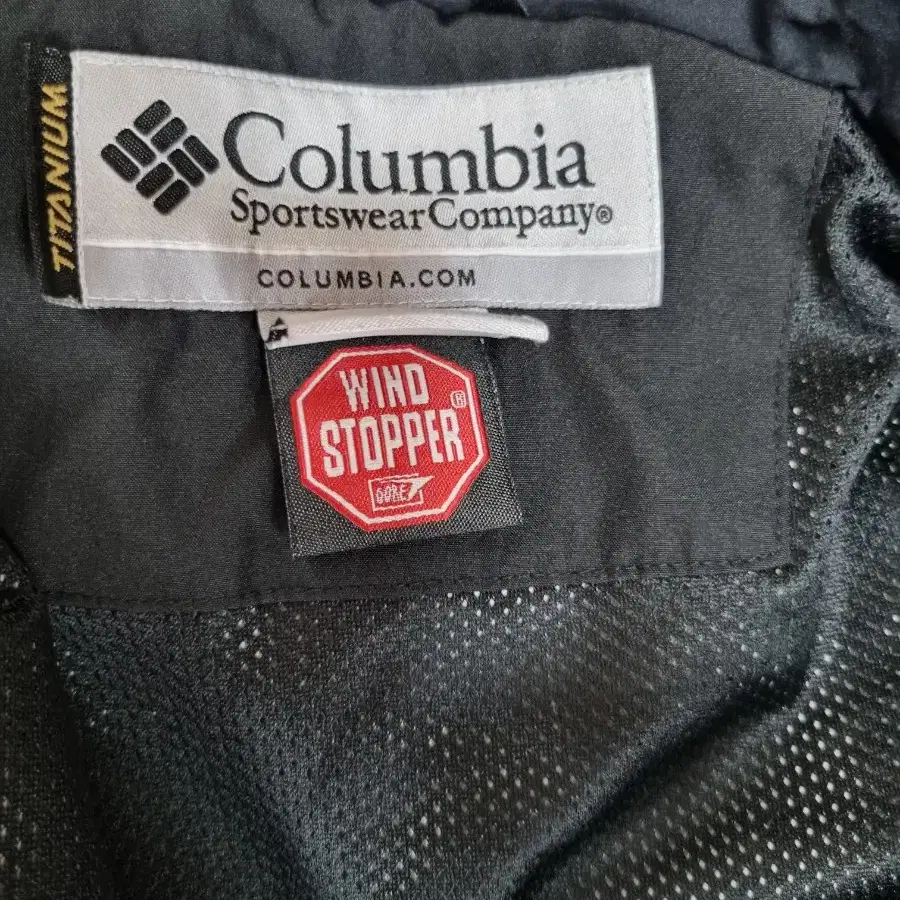 TITANIUM
Columbia
Sportswear Company®
COLUMBIA.COM
WIND
STOPPER®
GORE